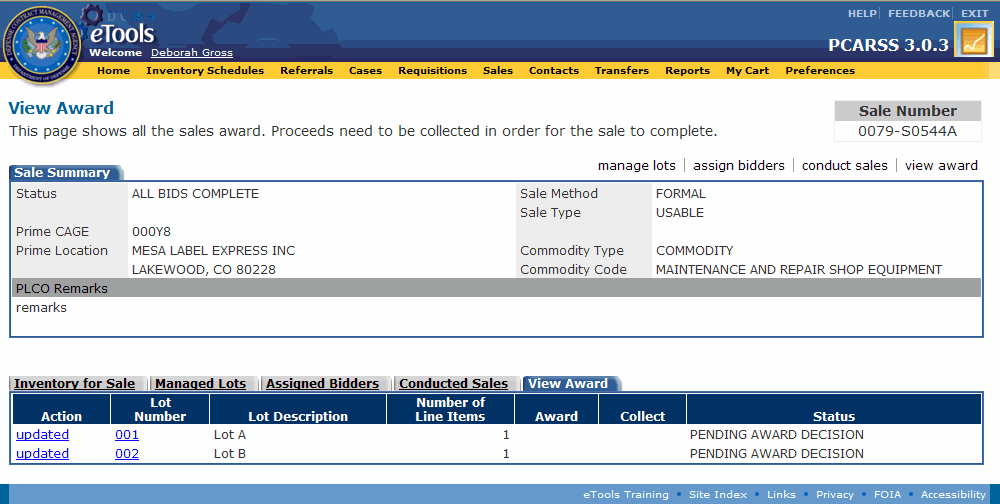 HELP FEEDBACK EXIT
eTools
Welcome Deborah Gross
PCARSS 3.0.3
Home Inventory Schedules Referrals Cases Requisitions Sales Contacts Transfers Reports My Cart Preferences
View Award
This page shows all the sales award. Proceeds need to be collected in order for the sale to complete.
Sale Number
0079-S0544A
manage lots | assign bidders | conduct sales | view award
Sale Summary
Status ALL BIDS COMPLETE Sale Method FORMAL
Sale Type USABLE
Prime CAGE 000Y8
Prime Location MESA LABEL EXPRESS INC Commodity Type COMMODITY
LAKEWOOD, CO 80228 Commodity Code MAINTENANCE AND REPAIR SHOP EQUIPMENT
PLCO Remarks
remarks
Inventory for Sale Managed Lots Assigned Bidders Conducted Sales View Award
Action Lot Number Lot Description Number of Line Items Award Collect Status
updated 001 Lot A 1 PENDING AWARD DECISION
updated 002 Lot B 1 PENDING AWARD DECISION
eTools Training • Site Index • Links • Privacy • FOIA • Accessibility